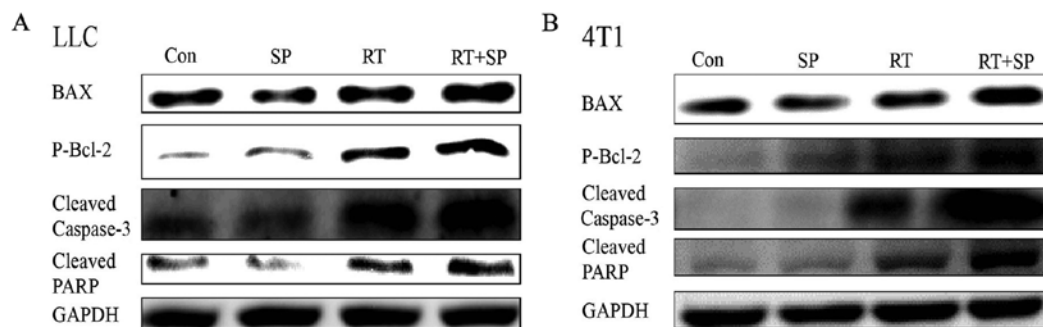 A LLC
Con SP RT RT+SP
BAX
P-Bcl-2
Cleaved
Caspase-3
Cleaved
PARP
GAPDH
B 4T1
Con SP RT RT+SP
BAX
P-Bcl-2
Cleaved
Caspase-3
Cleaved
PARP
GAPDH